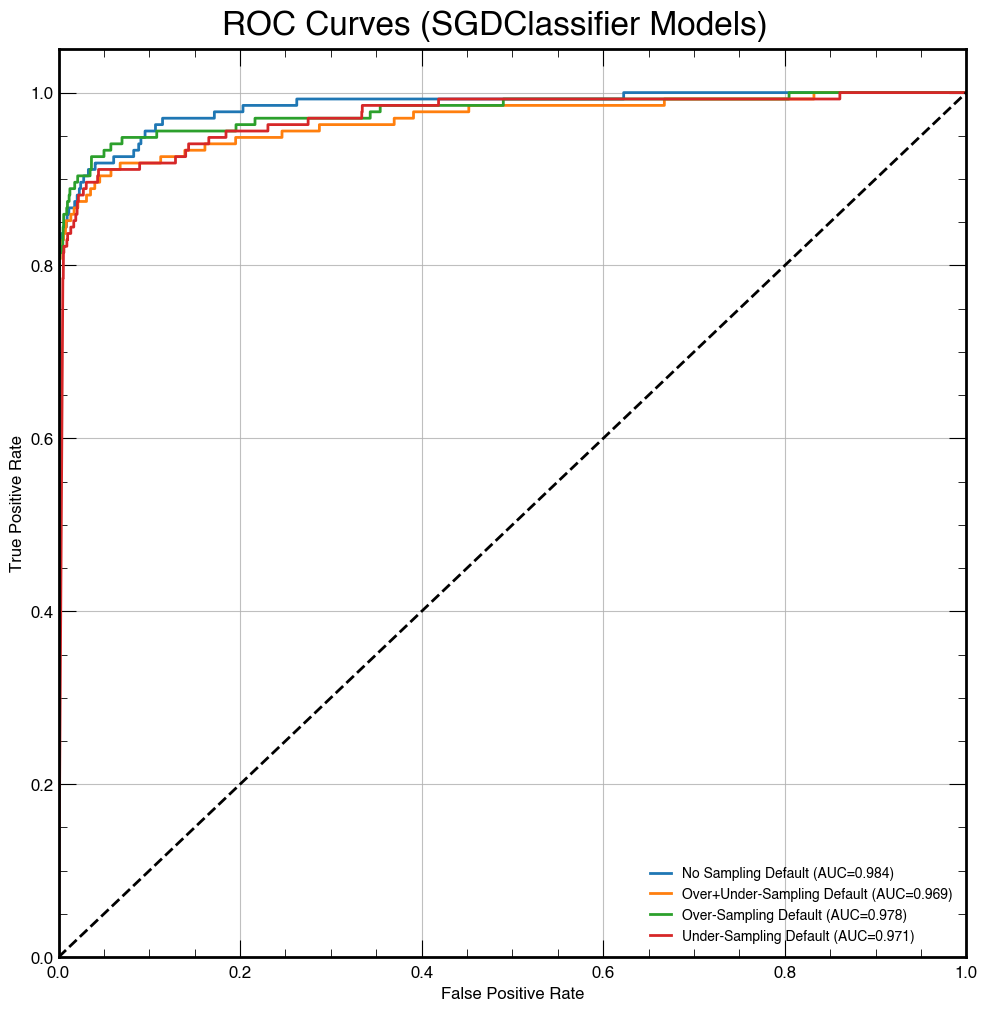 ROC Curves (SGDClassifier Models)
1.0
0.8
0.6
0.4
0.2
0.0
True Positive Rate
No Sampling Default (AUC=0.984)
Over+Under-Sampling Default (AUC=0.969)
Over-Sampling Default (AUC=0.978)
Under-Sampling Default (AUC=0.971)
0.0 0.2 0.4 0.6 0.8 1.0
False Positive Rate